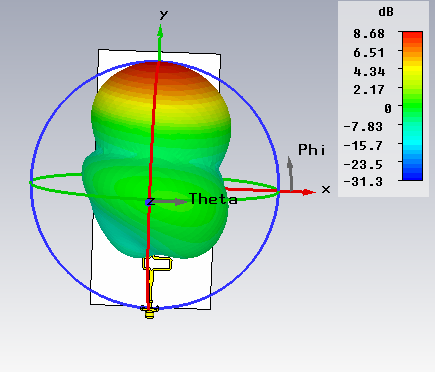 y
dB
8.68
6.51
4.34
2.17
0
-7.83
-15.7
-23.5
-31.3
Phi
x
z Theta